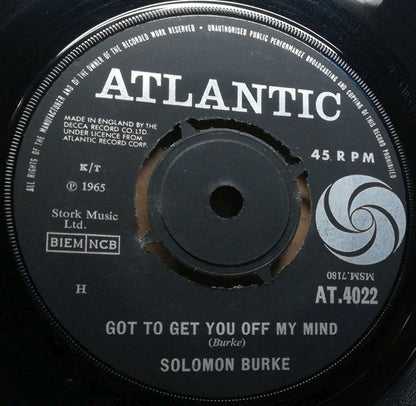 ALL RIGHTS OF THE MANUFACTURER AND OF THE OWNER OF THE RECORDED WORK RESERVED • UNAUTHORISED PUBLIC PERFORMANCE BROADCASTING AND COPYING OF THIS RECORD PROHIBITED
ATLANTIC
MADE IN ENGLAND BY THE
DECCA RECORD CO. LTD.
UNDER LICENCE FROM
ATLANTIC RECORD CORP.
45. R P M
K/T
℗ 1965
Stork Music
Ltd.
BIEM NCB
MSM.7180
H
AT.4022
GOT TO GET YOU OFF MY MIND
(Burke)
SOLOMON BURKE